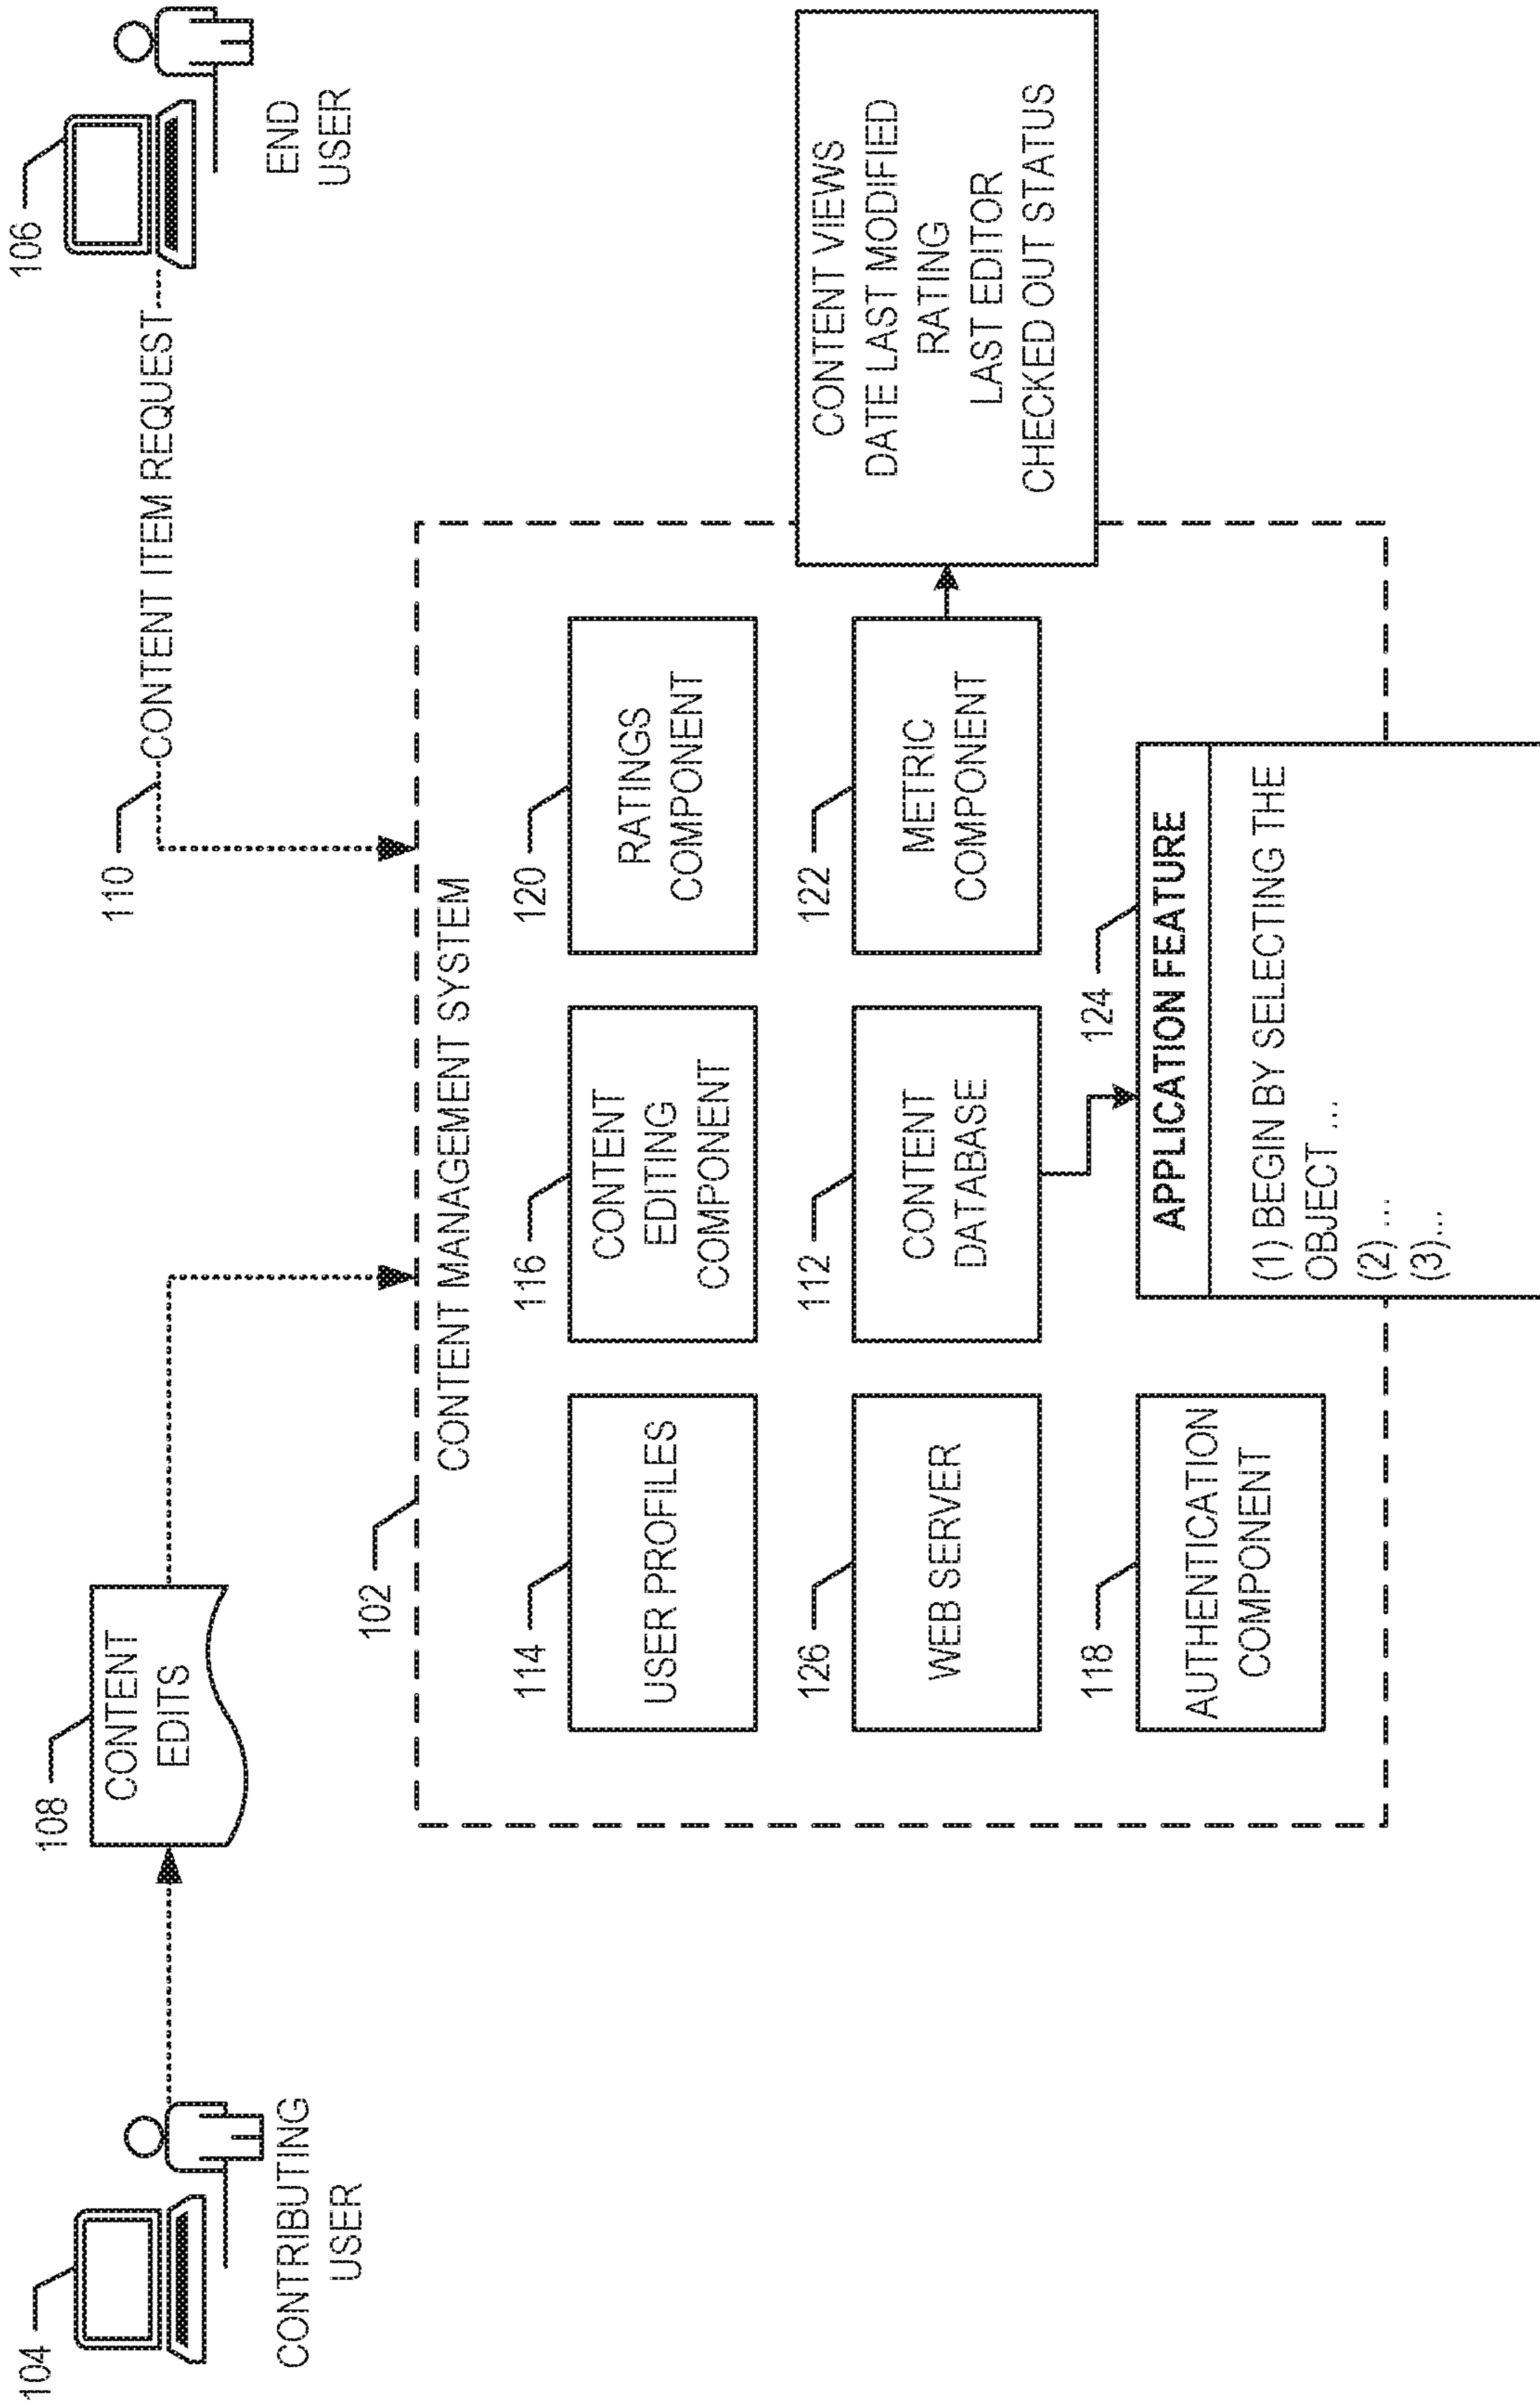 104
CONTRIBUTING
USER
108
CONTENT
EDITS
110
CONTENT ITEM REQUEST
106
END
USER
102
CONTENT MANAGEMENT SYSTEM
114
USER PROFILES
116
CONTENT
EDITING
COMPONENT
120
RATINGS
COMPONENT
126
WEB SERVER
112
CONTENT
DATABASE
122
METRIC
COMPONENT
CONTENT VIEWS
DATE LAST MODIFIED
RATING
LAST EDITOR
CHECKED OUT STATUS
118
AUTHENTICATION
COMPONENT
124
APPLICATION FEATURE
(1) BEGIN BY SELECTING THE
OBJECT ...
(2) ...
(3)...